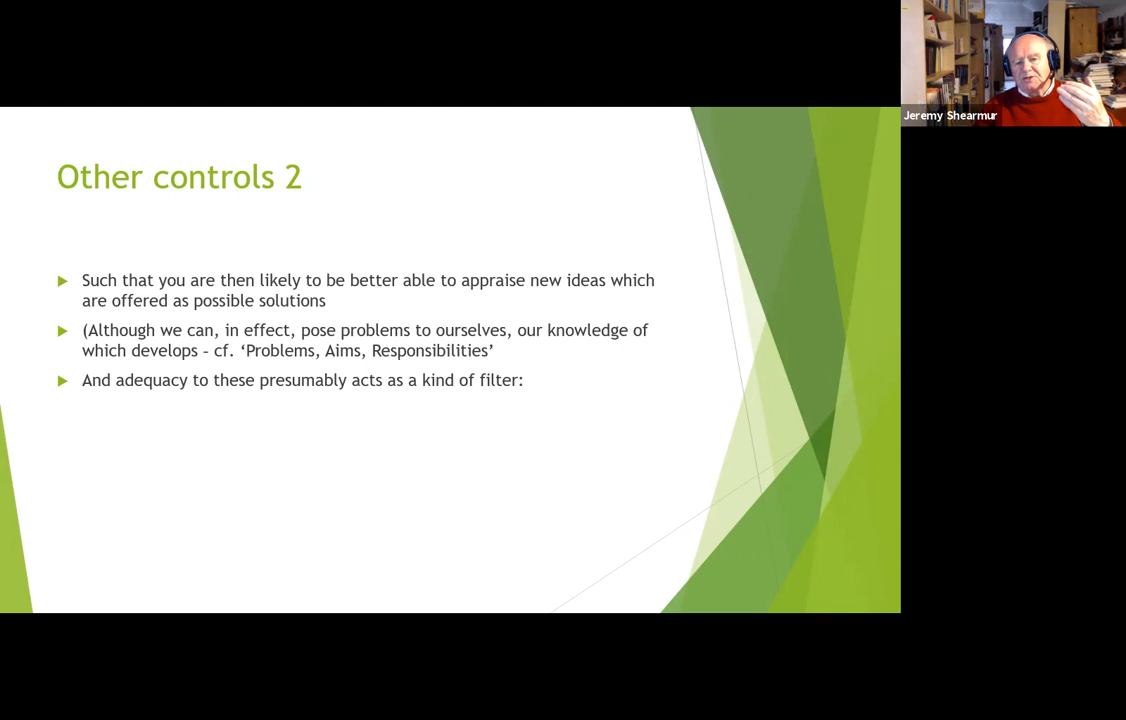 Jeremy Shearmur
Other controls 2
Such that you are then likely to be better able to appraise new ideas which
are offered as possible solutions
(Although we can, in effect, pose problems to ourselves, our knowledge of
which develops – cf. ‘Problems, Aims, Responsibilities’
And adequacy to these presumably acts as a kind of filter: